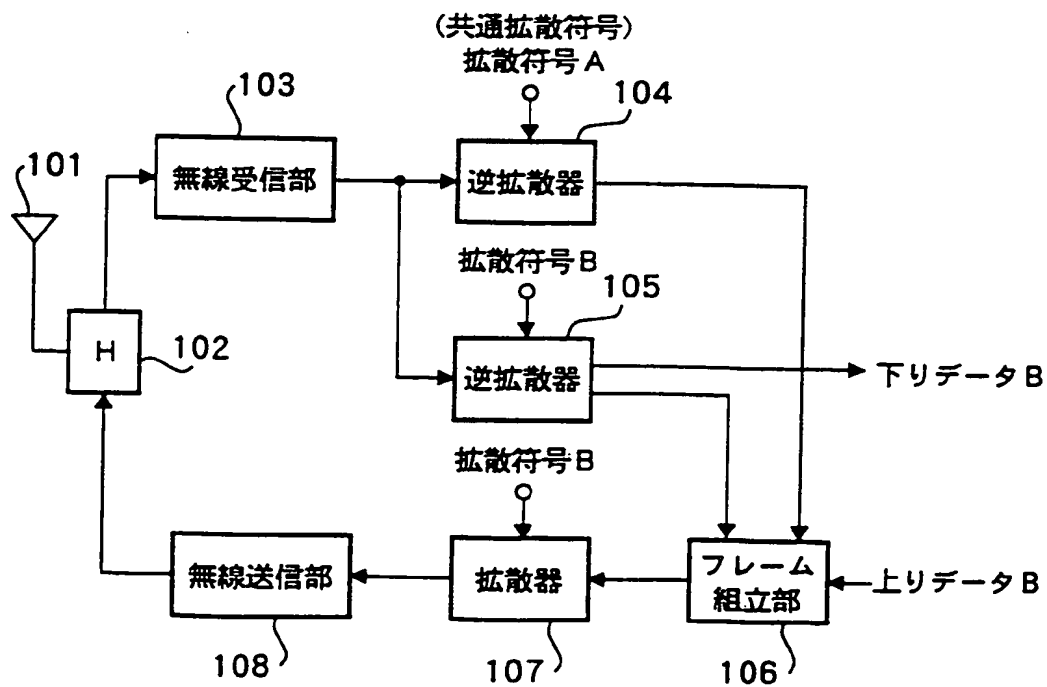 (共通拡散符号)
拡散符号A
103
104
101
無線受信部
逆拡散器
拡散符号B
105
H
102
逆拡散器
下りデータB
拡散符号B
無線送信部
拡散器
フレーム
組立部
上りデータB
108
107
106